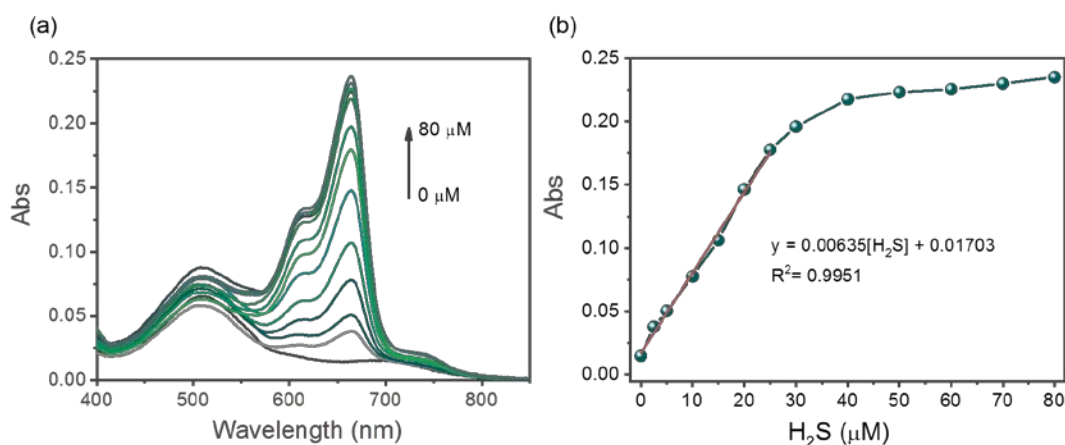 (a)
0.25
0.20
0.15
0.10
0.05
0.00
Abs
400 500 600 700 800
Wavelength (nm)
80 μM
0 μM
(b)
0.25
0.20
0.15
0.10
0.05
0.00
Abs
y = 0.00635[H₂S] + 0.01703
R²= 0.9951
0 10 20 30 40 50 60 70 80
H₂S (μM)